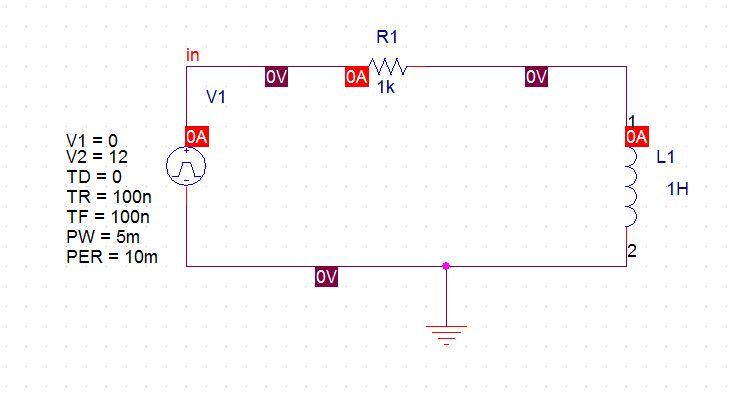 in
R1
0V
0A
0V
1k
V1
1
0A
0A
V1 = 0
V2 = 12
TD = 0
TR = 100n
TF = 100n
PW = 5m
PER = 10m
L1
1H
2
0V